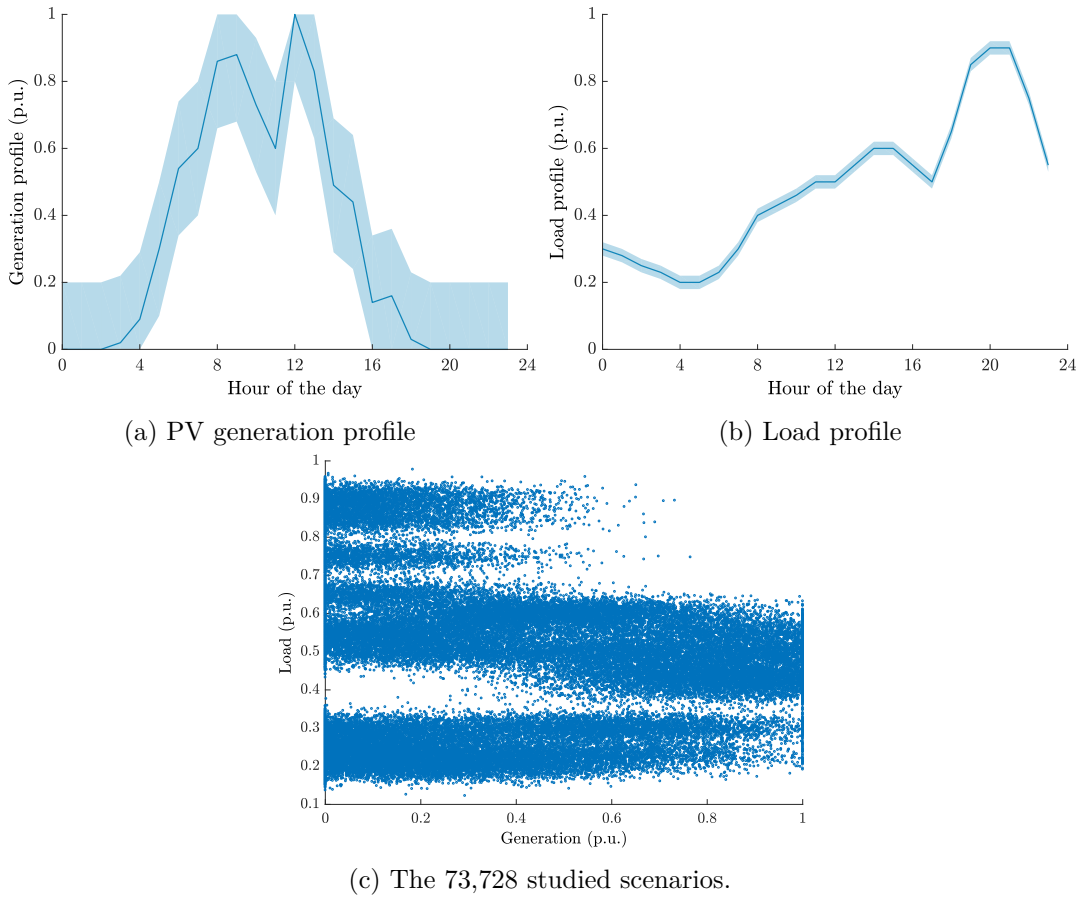 1
0.8
0.6
0.4
0.2
0
Generation profile (p.u.)
0 4 8 12 16 20 24
Hour of the day
(a) PV generation profile
1
0.8
0.6
0.4
0.2
0
Load profile (p.u.)
0 4 8 12 16 20 24
Hour of the day
(b) Load profile
1
0.9
0.8
0.7
0.6
0.5
0.4
0.3
0.2
0.1
Load (p.u.)
0 0.2 0.4 0.6 0.8 1
Generation (p.u.)
(c) The 73,728 studied scenarios.